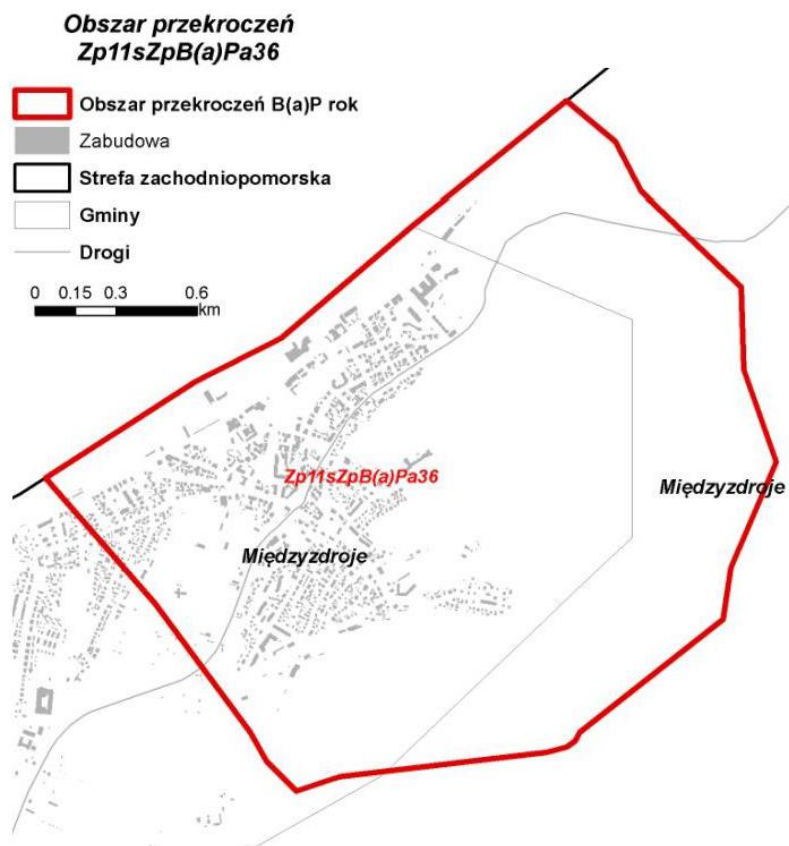 Obszar przekroczeń
Zp11sZpB(a)Pa36
Obszar przekroczeń B(a)P rok
Zabudowa
Strefa zachodniopomorska
Gminy
Drogi
0 0.15 0.3 0.6
km
Zp11sZpB(a)Pa36
Międzyzdroje
Międzyzdroje